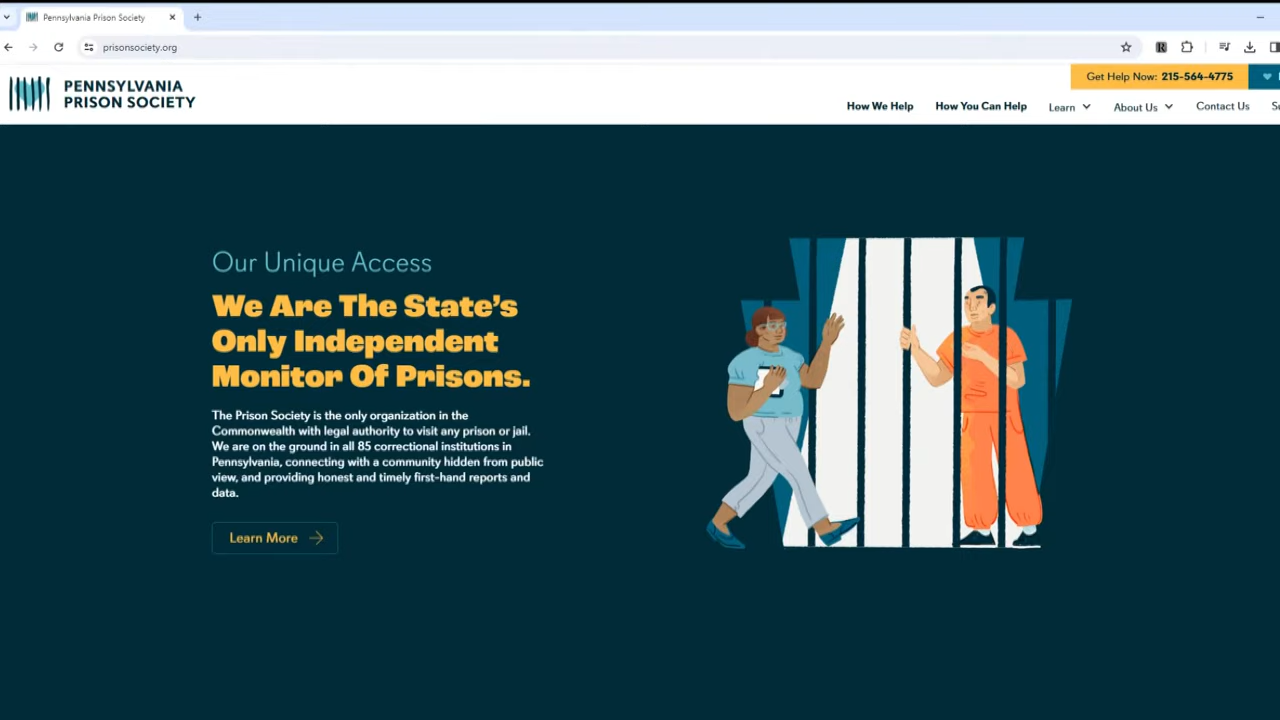 Pennsylvania Prison Society
prisonsociety.org
PENNSYLVANIA
PRISON SOCIETY
Get Help Now: 215-564-4775
How We Help
How You Can Help
Learn
About Us
Contact Us
Our Unique Access
We Are The State's
Only Independent
Monitor Of Prisons.
The Prison Society is the only organization in the
Commonwealth with legal authority to visit any prison or jail.
We are on the ground in all 85 correctional institutions in
Pennsylvania, connecting with a community hidden from public
view, and providing honest and timely first-hand reports and
data.
Learn More